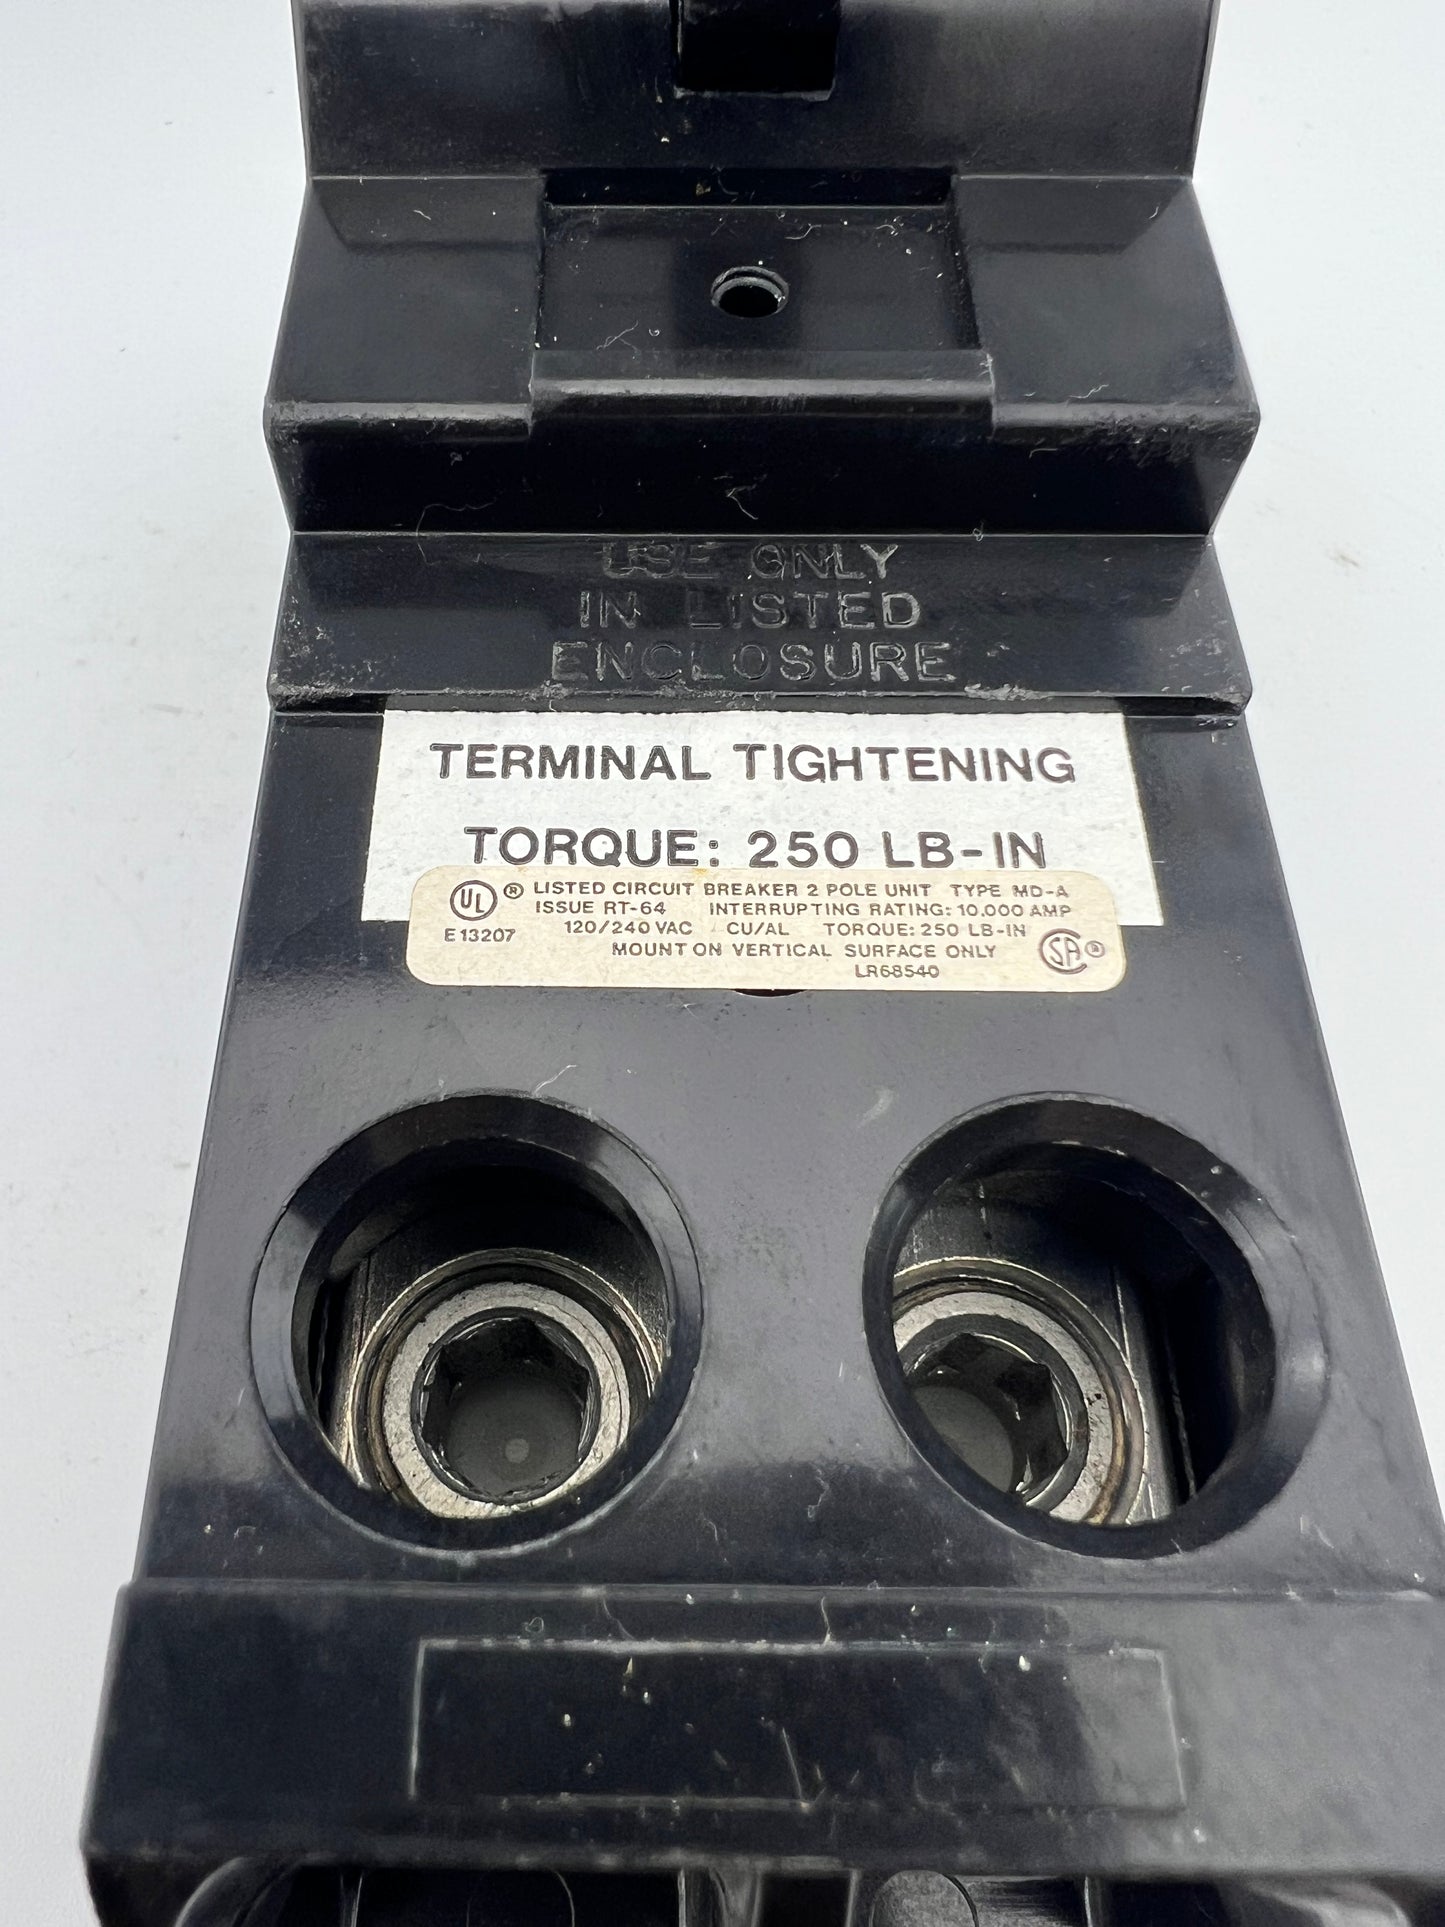 USE ONLY
IN LISTED
ENCLOSURE
TERMINAL TIGHTENING
TORQUE: 250 LB-IN
UL ® LISTED CIRCUIT BREAKER 2 POLE UNIT TYPE MD-A
ISSUE RT-64 INTERRUPTING RATING: 10,000 AMP
E13207 120/240 VAC CU/AL TORQUE: 250 LB-IN
MOUNT ON VERTICAL SURFACE ONLY SA ®
LR68540